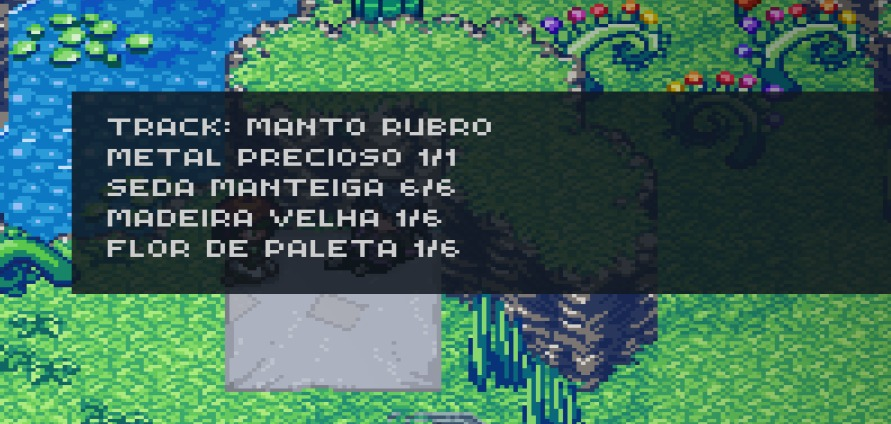 TRACK: MANTO RUBRO
METAL PRECIOSO 1/1
SEDA MANTEIGA 6/6
MADEIRA VELHA 1/6
FLOR DE PALETA 1/6